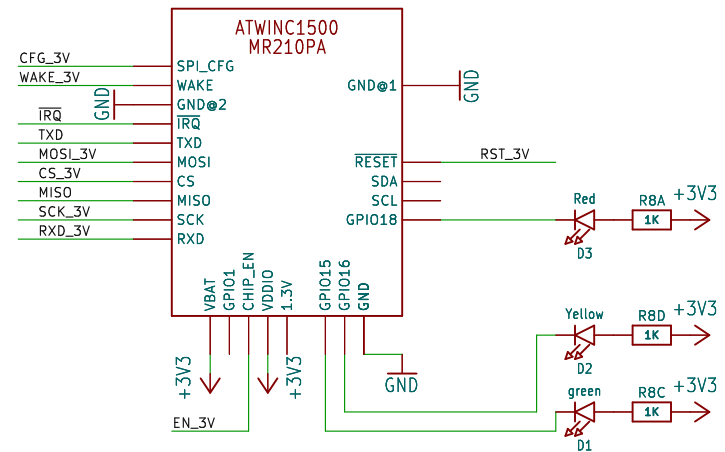 ATWINC1500
MR210PA
CFG_3V
WAKE_3V
GND
IRQ
TXD
MOSI_3V
CS_3V
MISO
SCK_3V
RXD_3V
SPI_CFG
WAKE
GND@2
IRQ
TXD
MOSI
CS
MISO
SCK
RXD
GND@1
GND
RESET
RST_3V
SDA
SCL
GPIO18
VBAT
GPIO1
CHIP_EN
VDDIO
1.3V
GPIO15
GPIO16
GND
+3V3
+3V3
EN_3V
GND
Red
R8A
+3V3
1K
D3
Yellow
R8D
+3V3
1K
D2
green
R8C
+3V3
1K
D1